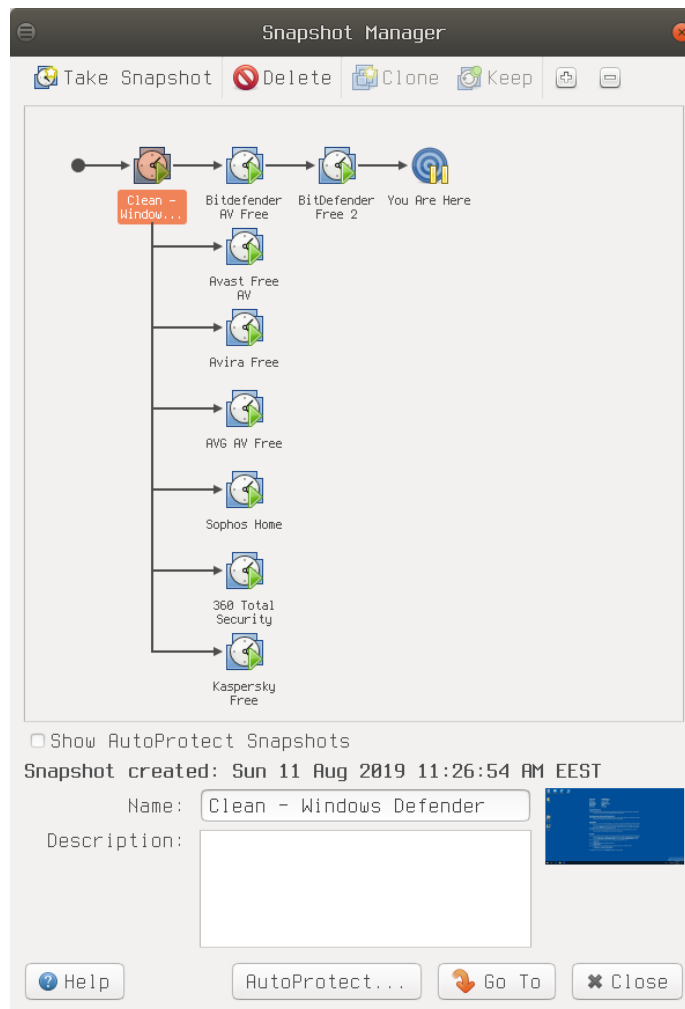 Snapshot Manager
Take Snapshot Delete Clone Keep
Clean -
Window...
Bitdefender
AV Free
BitDefender
Free 2
You Are Here
Avast Free
AV
Avira Free
AVG AV Free
Sophos Home
360 Total
Security
Kaspersky
Free
Show AutoProtect Snapshots
Snapshot created: Sun 11 Aug 2019 11:26:54 AM EEST
Name: Clean - Windows Defender
Description:
Help AutoProtect... Go To Close